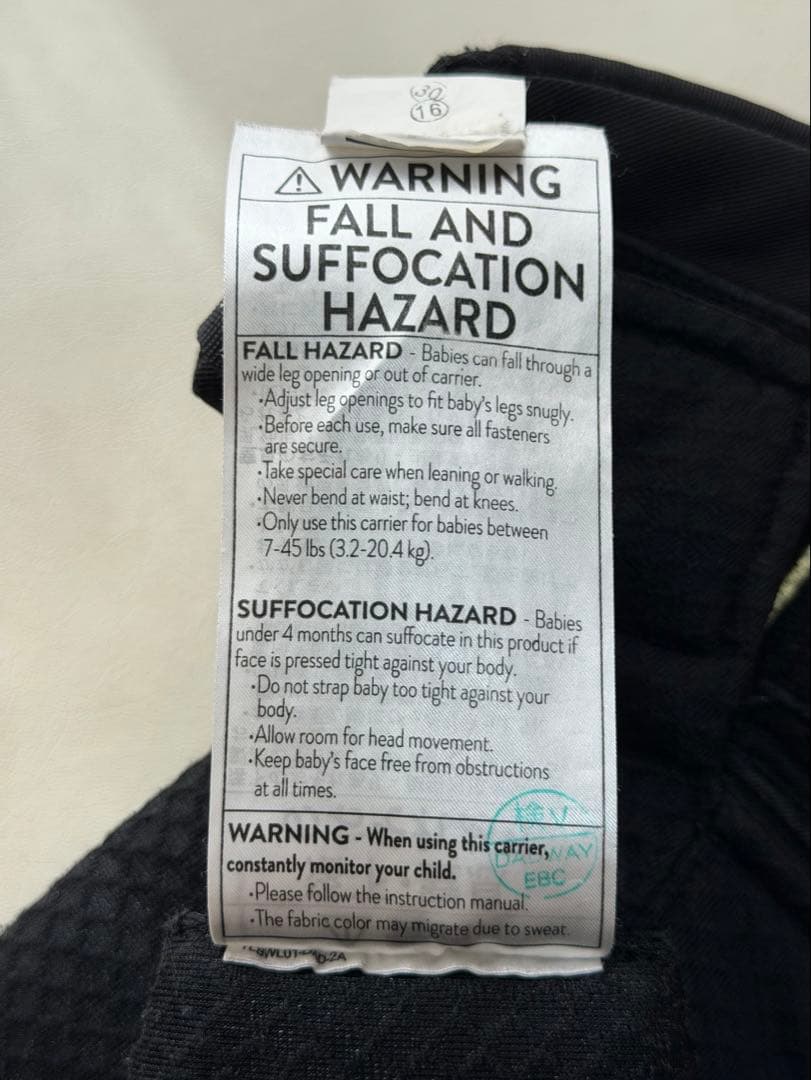 30
16
⚠ WARNING
FALL AND
SUFFOCATION
HAZARD
FALL HAZARD - Babies can fall through a
wide leg opening or out of carrier.
•Adjust leg openings to fit baby's legs snugly.
•Before each use, make sure all fasteners
are secure.
•Take special care when leaning or walking.
•Never bend at waist; bend at knees.
•Only use this carrier for babies between
7-45 lbs (3.2-20.4 kg).
SUFFOCATION HAZARD - Babies
under 4 months can suffocate in this product if
face is pressed tight against your body.
•Do not strap baby too tight against your
body.
•Allow room for head movement.
•Keep baby's face free from obstructions
at all times.
WARNING - When using this carrier,
constantly monitor your child.
•Please follow the instruction manual.
•The fabric color may migrate due to sweat.
検 V
DADWAY
EBC